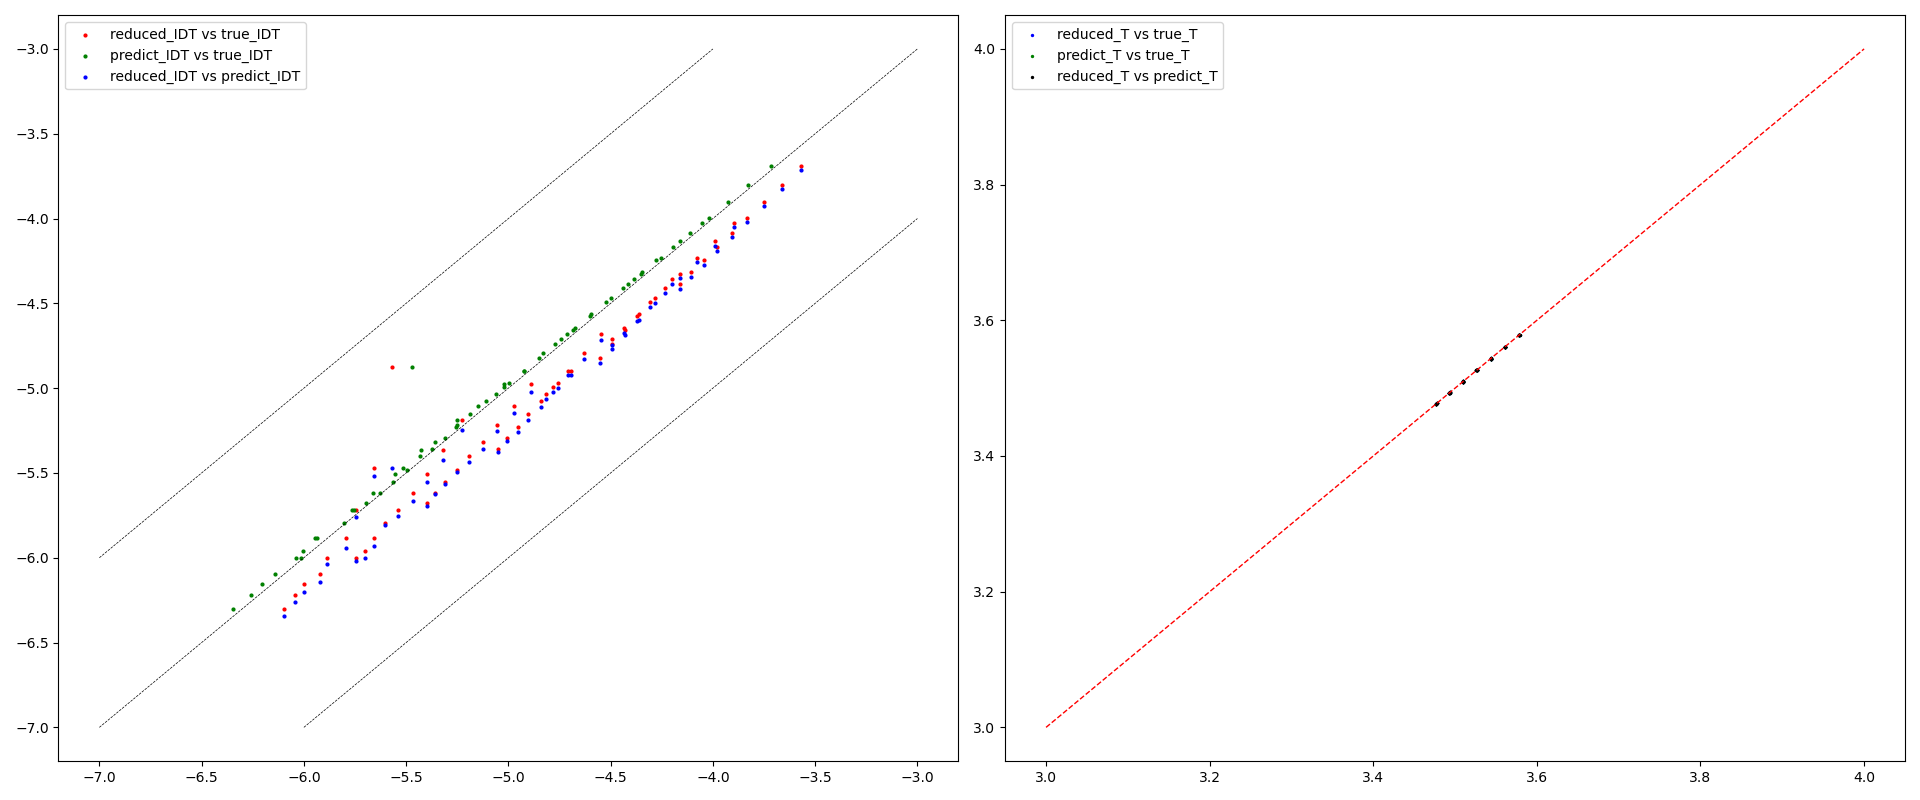 reduced_IDT vs true_IDT
predict_IDT vs true_IDT
reduced_IDT vs predict_IDT
−3.0
−3.5
−4.0
−4.5
−5.0
−5.5
−6.0
−6.5
−7.0
−7.0 −6.5 −6.0 −5.5 −5.0 −4.5 −4.0 −3.5 −3.0
reduced_T vs true_T
predict_T vs true_T
reduced_T vs predict_T
4.0
3.8
3.6
3.4
3.2
3.0
3.0 3.2 3.4 3.6 3.8 4.0